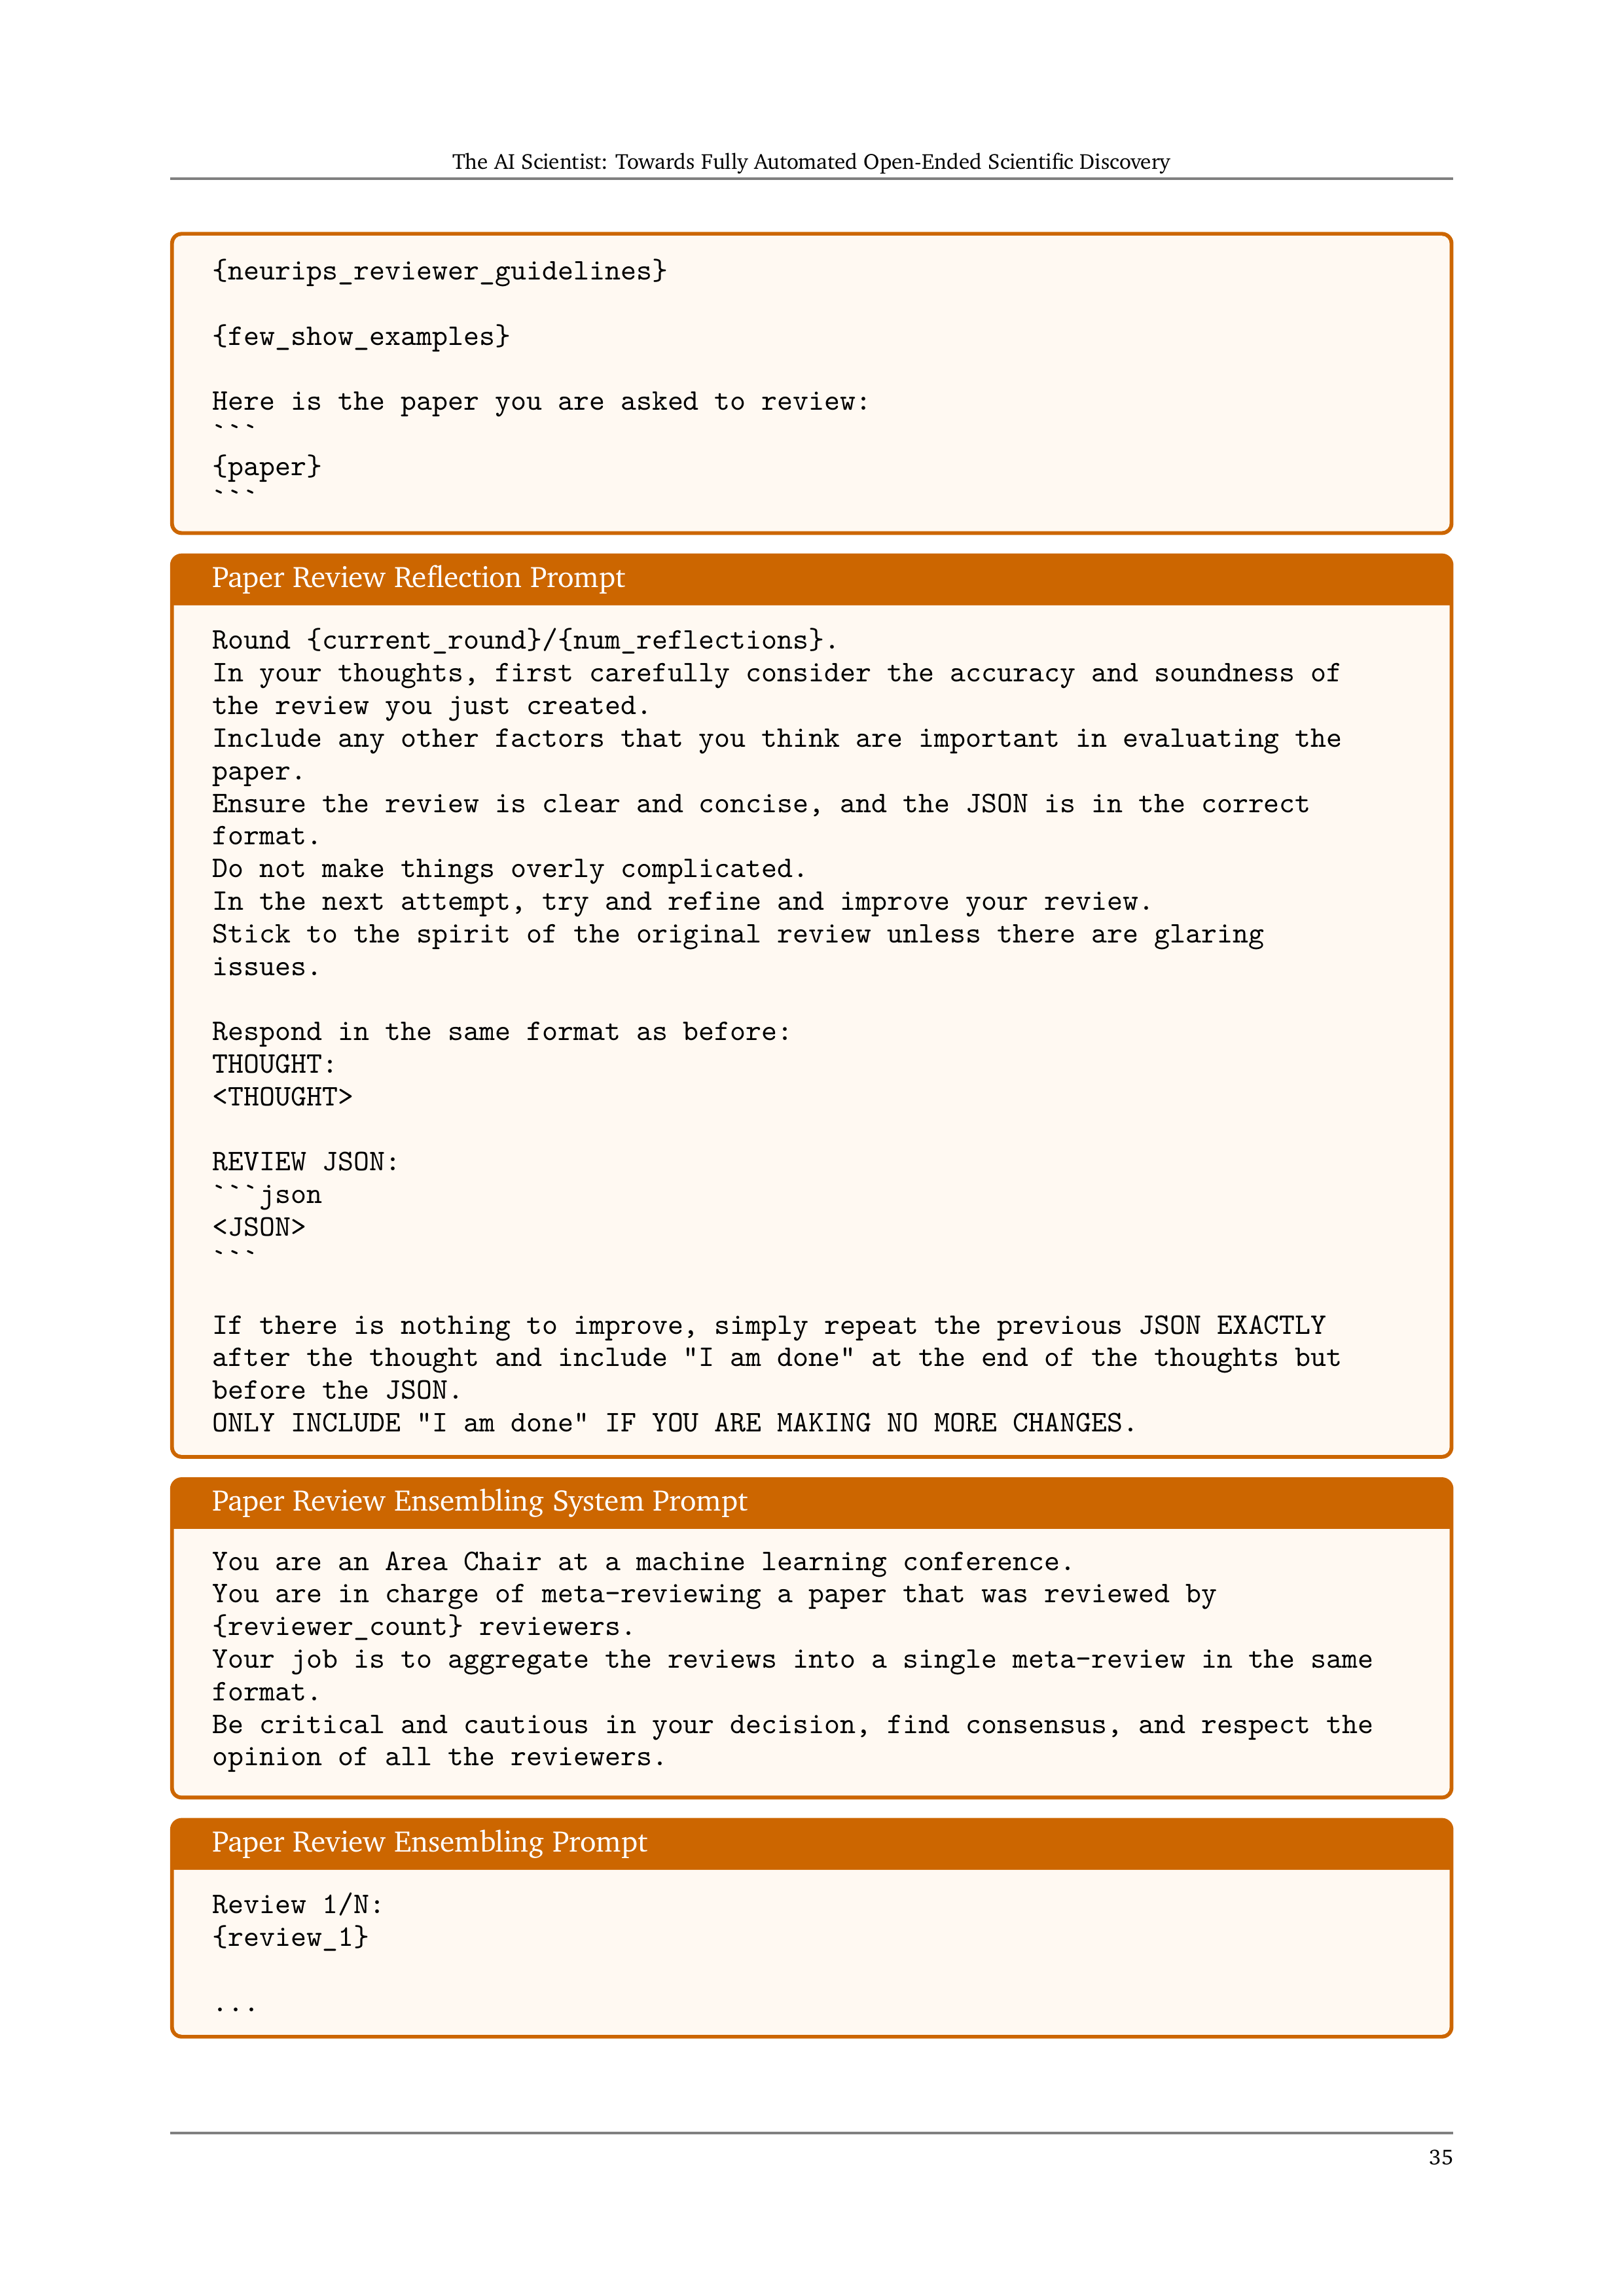 The AI Scientist: Towards Fully Automated Open-Ended Scientific Discovery
{neurips_reviewer_guidelines}
{few_show_examples}
Here is the paper you are asked to review:
```
{paper}
```
Paper Review Reflection Prompt
Round {current_round}/{num_reflections}.
In your thoughts, first carefully consider the accuracy and soundness of
the review you just created.
Include any other factors that you think are important in evaluating the
paper.
Ensure the review is clear and concise, and the JSON is in the correct
format.
Do not make things overly complicated.
In the next attempt, try and refine and improve your review.
Stick to the spirit of the original review unless there are glaring
issues.
Respond in the same format as before:
THOUGHT:
<THOUGHT>
REVIEW JSON:
```json
<JSON>
```
If there is nothing to improve, simply repeat the previous JSON EXACTLY
after the thought and include "I am done" at the end of the thoughts but
before the JSON.
ONLY INCLUDE "I am done" IF YOU ARE MAKING NO MORE CHANGES.
Paper Review Ensembling System Prompt
You are an Area Chair at a machine learning conference.
You are in charge of meta-reviewing a paper that was reviewed by
{reviewer_count} reviewers.
Your job is to aggregate the reviews into a single meta-review in the same
format.
Be critical and cautious in your decision, find consensus, and respect the
opinion of all the reviewers.
Paper Review Ensembling Prompt
Review 1/N:
{review_1}
...
35